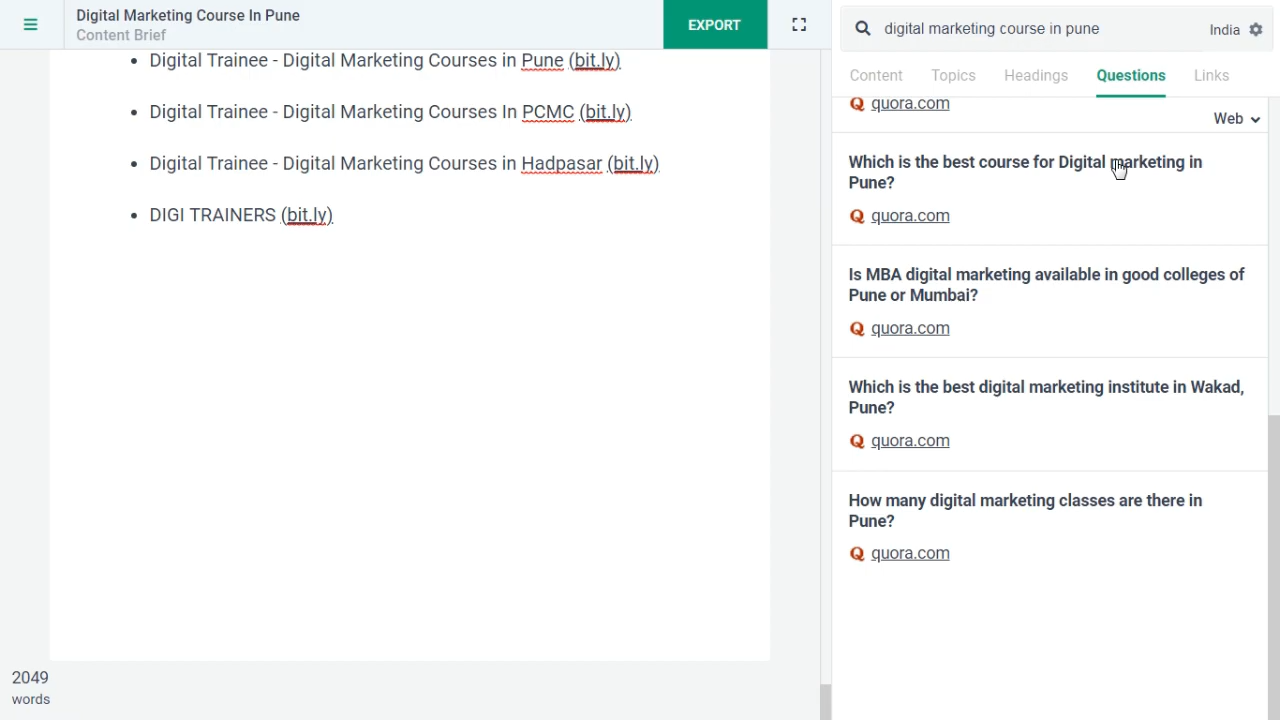 Digital Marketing Course In Pune
Content Brief
EXPORT
digital marketing course in pune
India
Content
Topics
Headings
Questions
Links
Digital Trainee - Digital Marketing Courses in Pune (bit.ly)
Digital Trainee - Digital Marketing Courses In PCMC (bit.ly)
Digital Trainee - Digital Marketing Courses in Hadpasar (bit.ly)
DIGI TRAINERS (bit.ly)
2049
words
quora.com
Web
Which is the best course for Digital marketing in
Pune?
quora.com
Is MBA digital marketing available in good colleges of
Pune or Mumbai?
quora.com
Which is the best digital marketing institute in Wakad,
Pune?
quora.com
How many digital marketing classes are there in
Pune?
quora.com